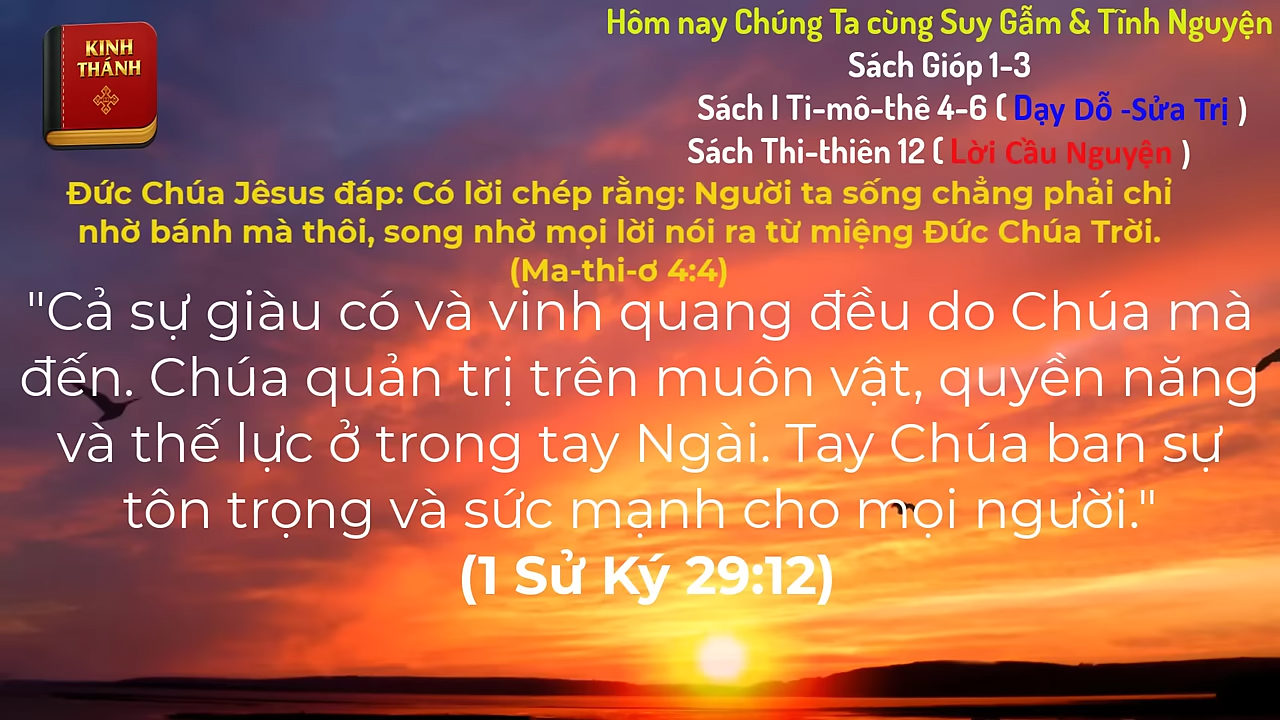 KINH
THÁNH
Hôm nay Chúng Ta cùng Suy Gẫm & Tĩnh Nguyện
Sách Gióp 1-3
Sách I Ti-mô-thê 4-6 ( Dạy Dỗ -Sửa Trị )
Sách Thi-thiên 12 ( Lời Cầu Nguyện )
Đức Chúa Jêsus đáp: Có lời chép rằng: Người ta sống chẳng phải chỉ
nhờ bánh mà thôi, song nhờ mọi lời nói ra từ miệng Đức Chúa Trời.
(Ma-thi-ơ 4:4)
"Cả sự giàu có và vinh quang đều do Chúa mà
đến. Chúa quản trị trên muôn vật, quyền năng
và thế lực ở trong tay Ngài. Tay Chúa ban sự
tôn trọng và sức mạnh cho mọi người."
(1 Sử Ký 29:12)